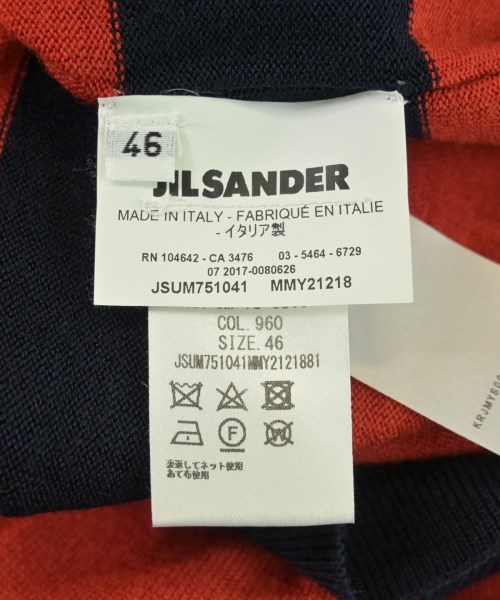 46
JIL SANDER
MADE IN ITALY - FABRIQUÉ EN ITALIE
- イタリア製
RN 104642 - CA 3476 03 - 5464 - 6729
07 2017-0080626
JSUM751041 MMY21218
COL. 960
SIZE. 46
JSUM751041MMY2121881
F
W
裏返してネット使用
あて布使用